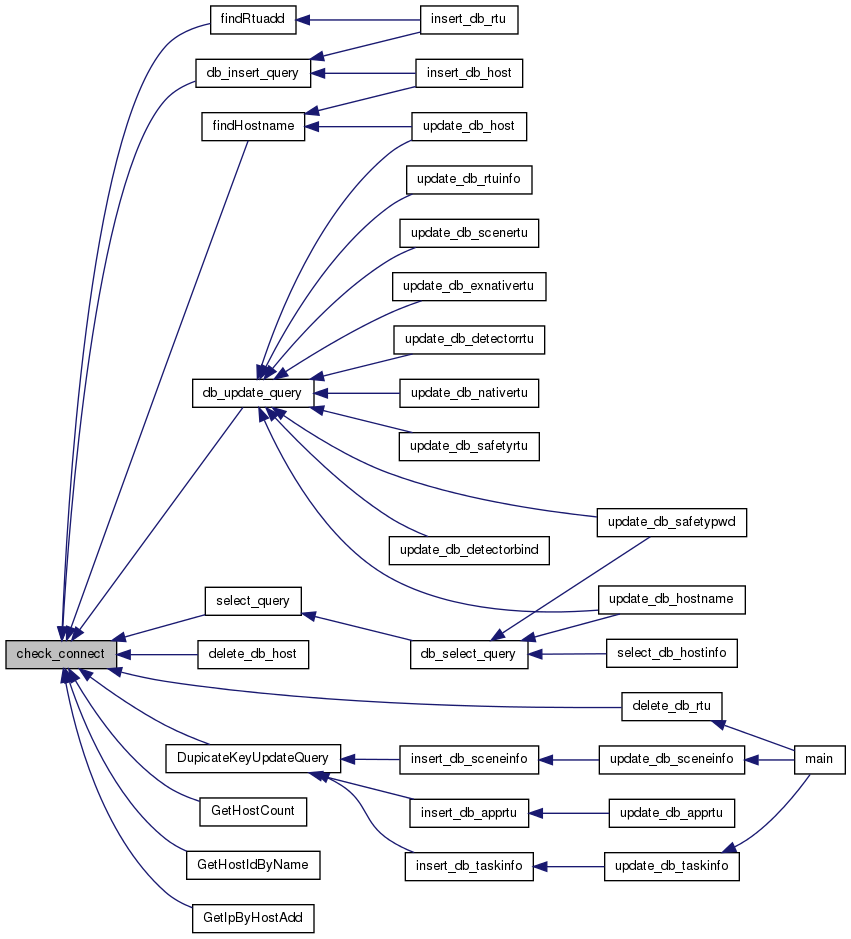 findRtuadd
insert_db_rtu
db_insert_query
insert_db_host
findHostname
update_db_host
update_db_rtuinfo
update_db_scenertu
update_db_exnativertu
update_db_detectorrtu
db_update_query
update_db_nativertu
update_db_safetyrtu
update_db_safetypwd
update_db_detectorbind
select_query
update_db_hostname
check_connect
delete_db_host
db_select_query
select_db_hostinfo
delete_db_rtu
DupicateKeyUpdateQuery
insert_db_sceneinfo
update_db_sceneinfo
main
GetHostCount
insert_db_apprtu
update_db_apprtu
GetHostIdByName
insert_db_taskinfo
update_db_taskinfo
GetIpByHostAdd